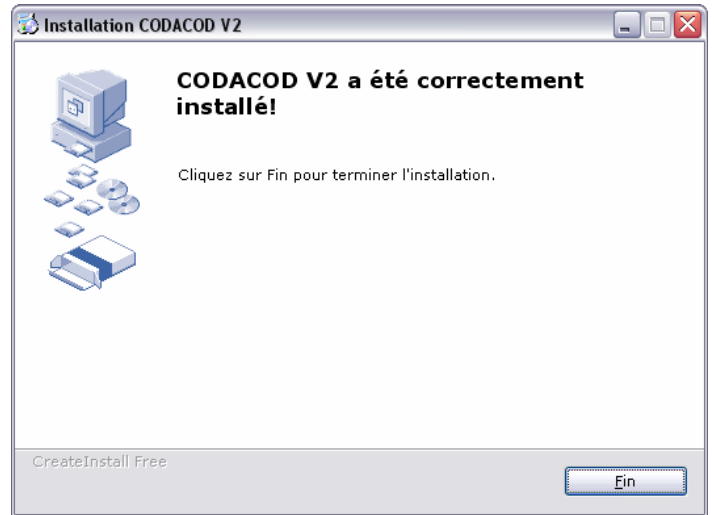 Installation CODACOD V2
CODACOD V2 a été correctement
installé!
Cliquez sur Fin pour terminer l'installation.
CreateInstall Free
Fin